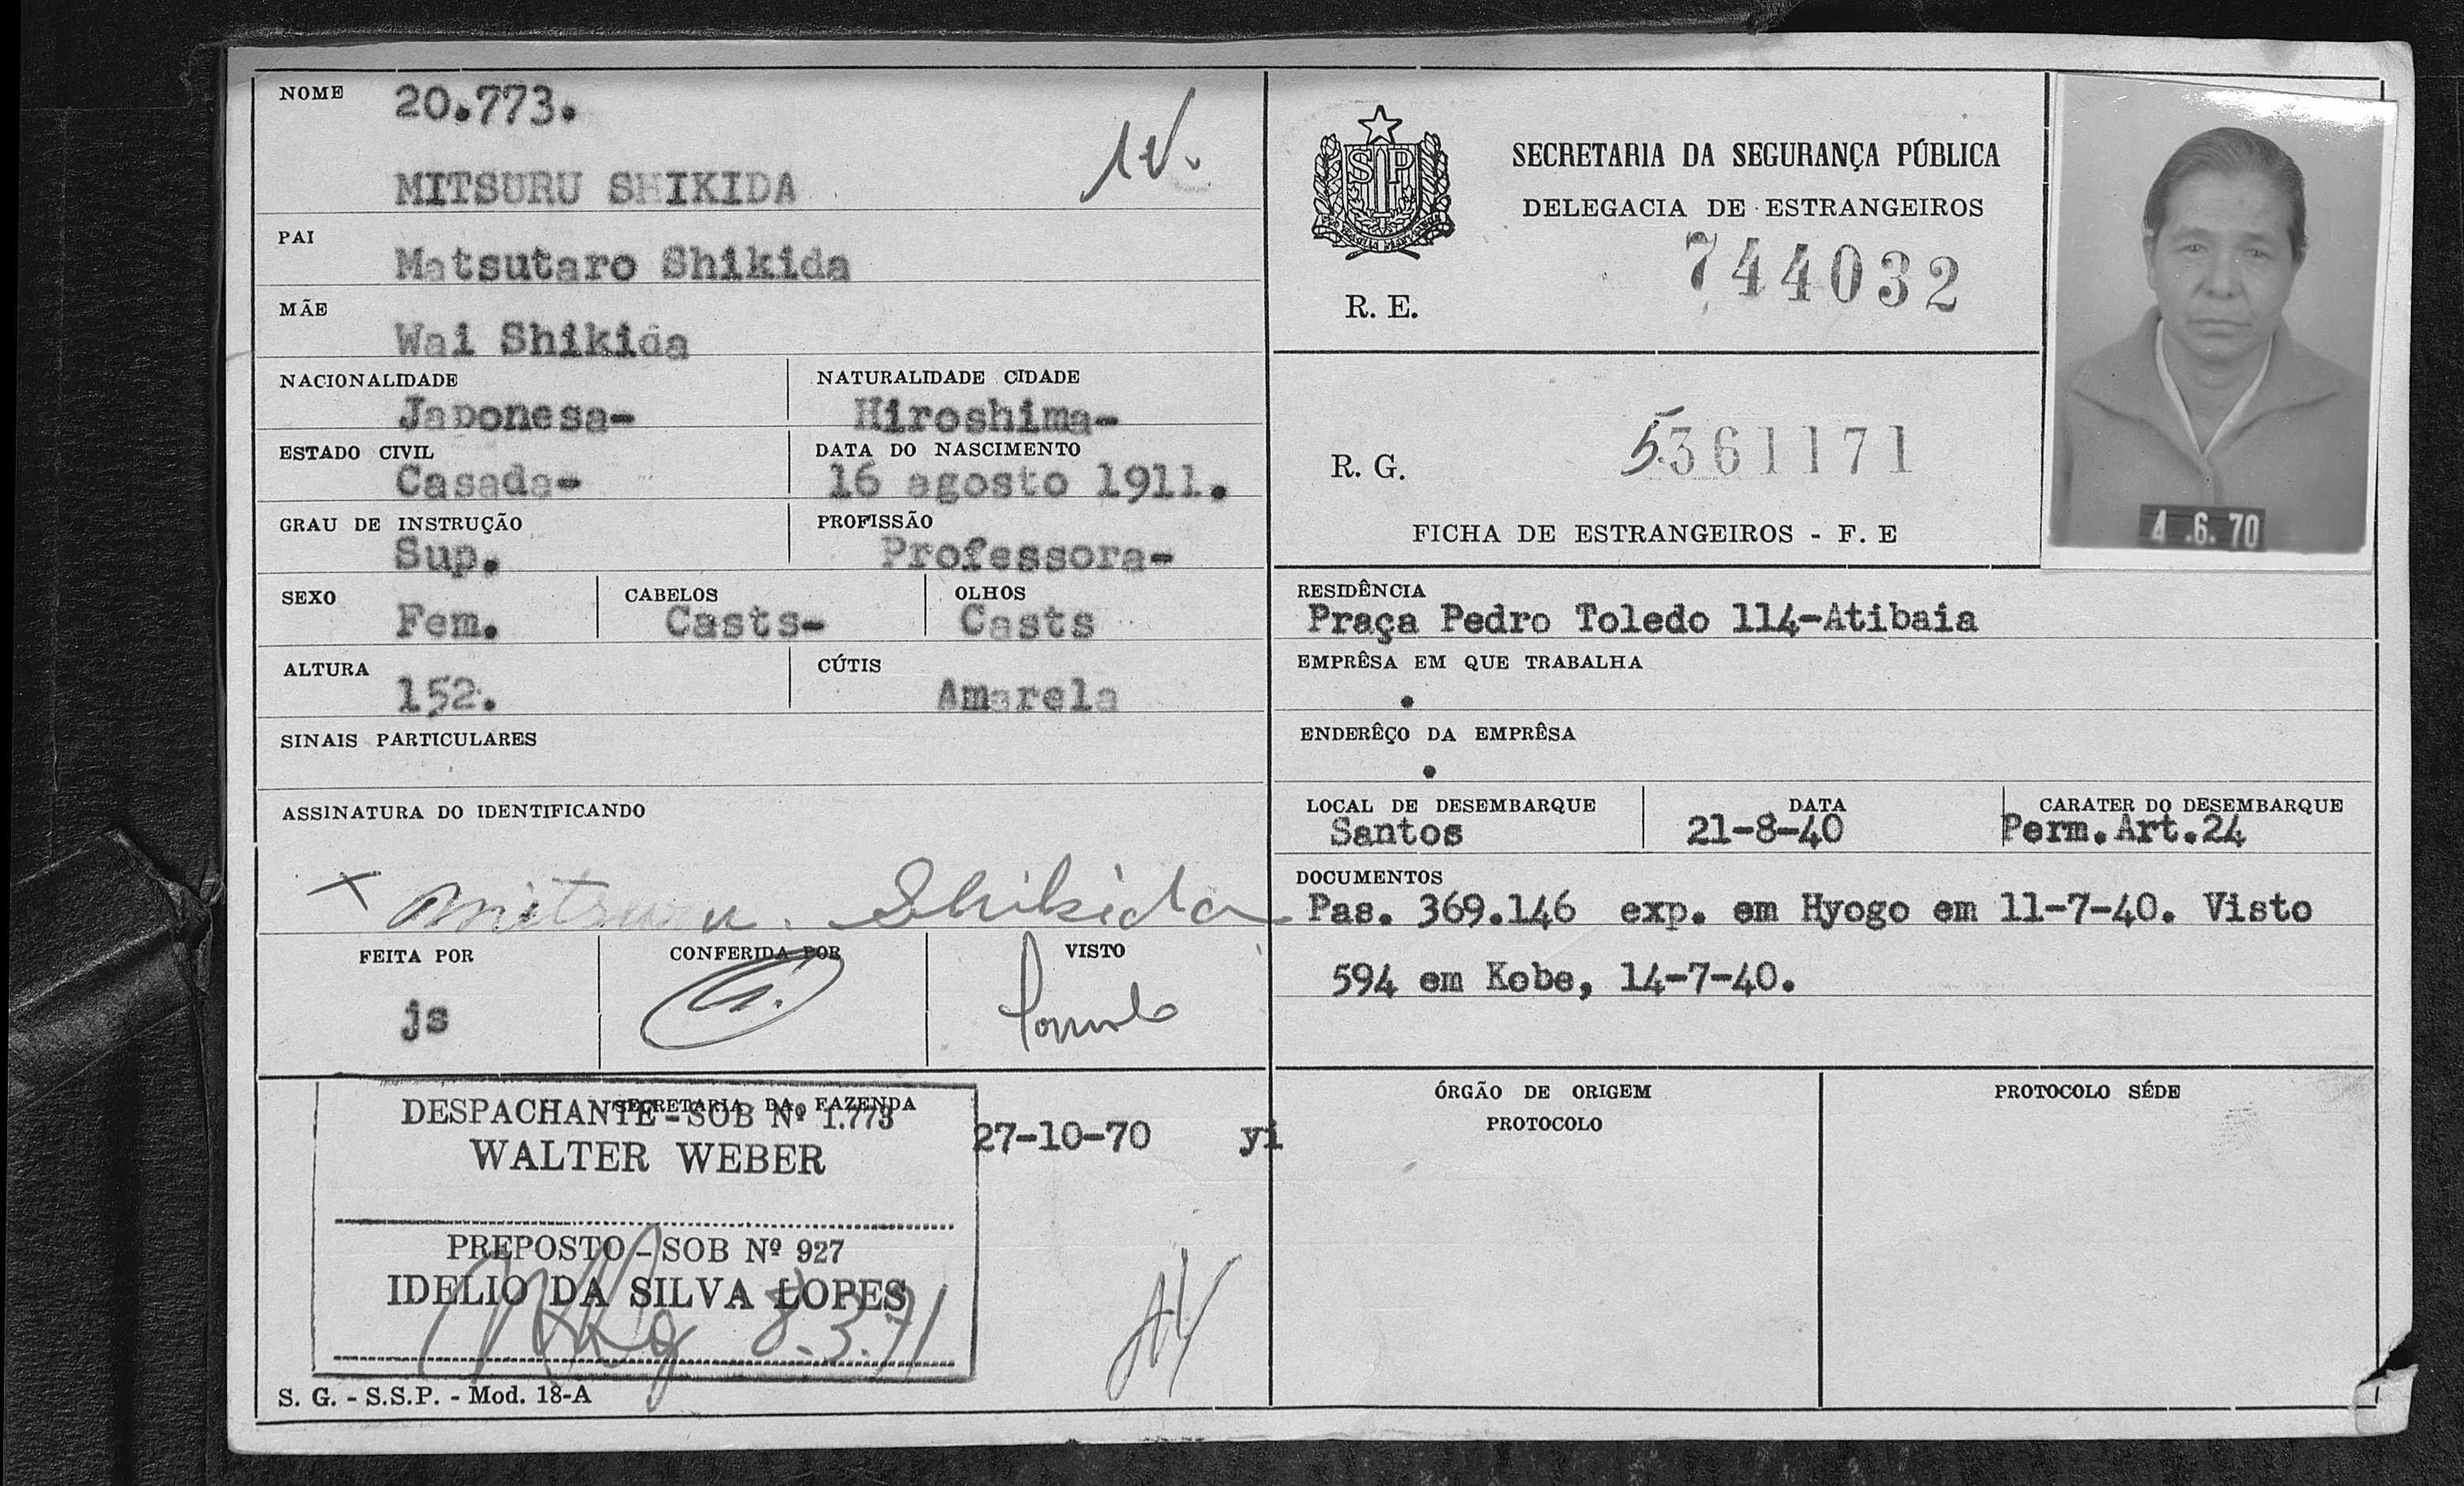 NOME 20.773.
MITSURU SHIKIDA
PAI
Matsutaro Shikida
MÃE
Wai Shikida
NACIONALIDADE
Japonesa-
NATURALIDADE CIDADE
Hiroshima-
ESTADO CIVIL
Casada-
DATA DO NASCIMENTO
16 agosto 1911.
GRAU DE INSTRUÇÃO
Sup.
PROFISSÃO
Professora-
SEXO
Fem.
CABELOS
Casts-
OLHOS
Casts
ALTURA
152.
CÚTIS
Amarela
SINAIS PARTICULARES
ASSINATURA DO IDENTIFICANDO
x Mitsuru. Shikida
FEITA POR
js
CONFERIDA POR
VISTO
SECRETARIA DA FAZENDA
DESPACHANTE-SOB Nº 1.773
WALTER WEBER
PREPOSTO-SOB Nº 927
IDELIO DA SILVA LOPES
8.3.71
27-10-70 yi
S. G. - S.S.P. - Mod. 18-A
SP
SECRETARIA DA SEGURANÇA PÚBLICA
DELEGACIA DE ESTRANGEIROS
R. E. 744032
R. G. 5.361171
FICHA DE ESTRANGEIROS - F. E
4 .6. 70
RESIDÊNCIA
Praça Pedro Toledo 114-Atibaia
EMPRÊSA EM QUE TRABALHA
.
ENDERÊÇO DA EMPRÊSA
.
LOCAL DE DESEMBARQUE
Santos
DATA
21-8-40
CARATER DO DESEMBARQUE
Perm.Art.24
DOCUMENTOS
Pas. 369.146 exp. em Hyogo em 11-7-40. Visto
594 em Kobe, 14-7-40.
ÓRGÃO DE ORIGEM
PROTOCOLO
PROTOCOLO SÉDE